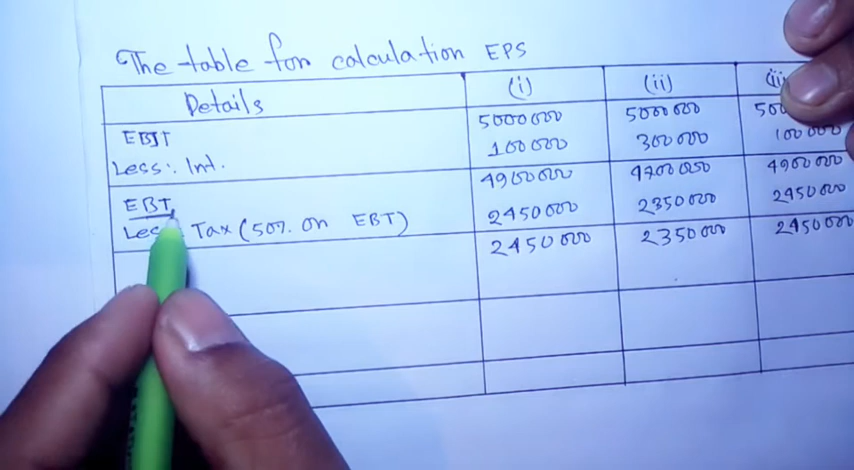 The table for calculation EPS
Details (i) (ii)
EBIT 5000000 5000000
Less:. Int. 100000 300000 100000
EBT 4900000 4700000 4900000
Tax (50%. on EBT) 2450000 2350000 2450000
2450000 2350000 2450000